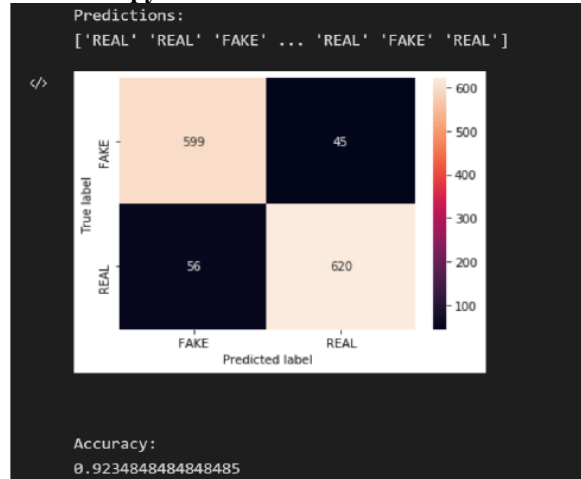 Predictions:
['REAL' 'REAL' 'FAKE' ... 'REAL' 'FAKE' 'REAL']
</>
600
FAKE
599
45
500
400
True label
300
REAL
56
620
200
100
FAKE
REAL
Predicted label
Accuracy:
0.9234848484848485